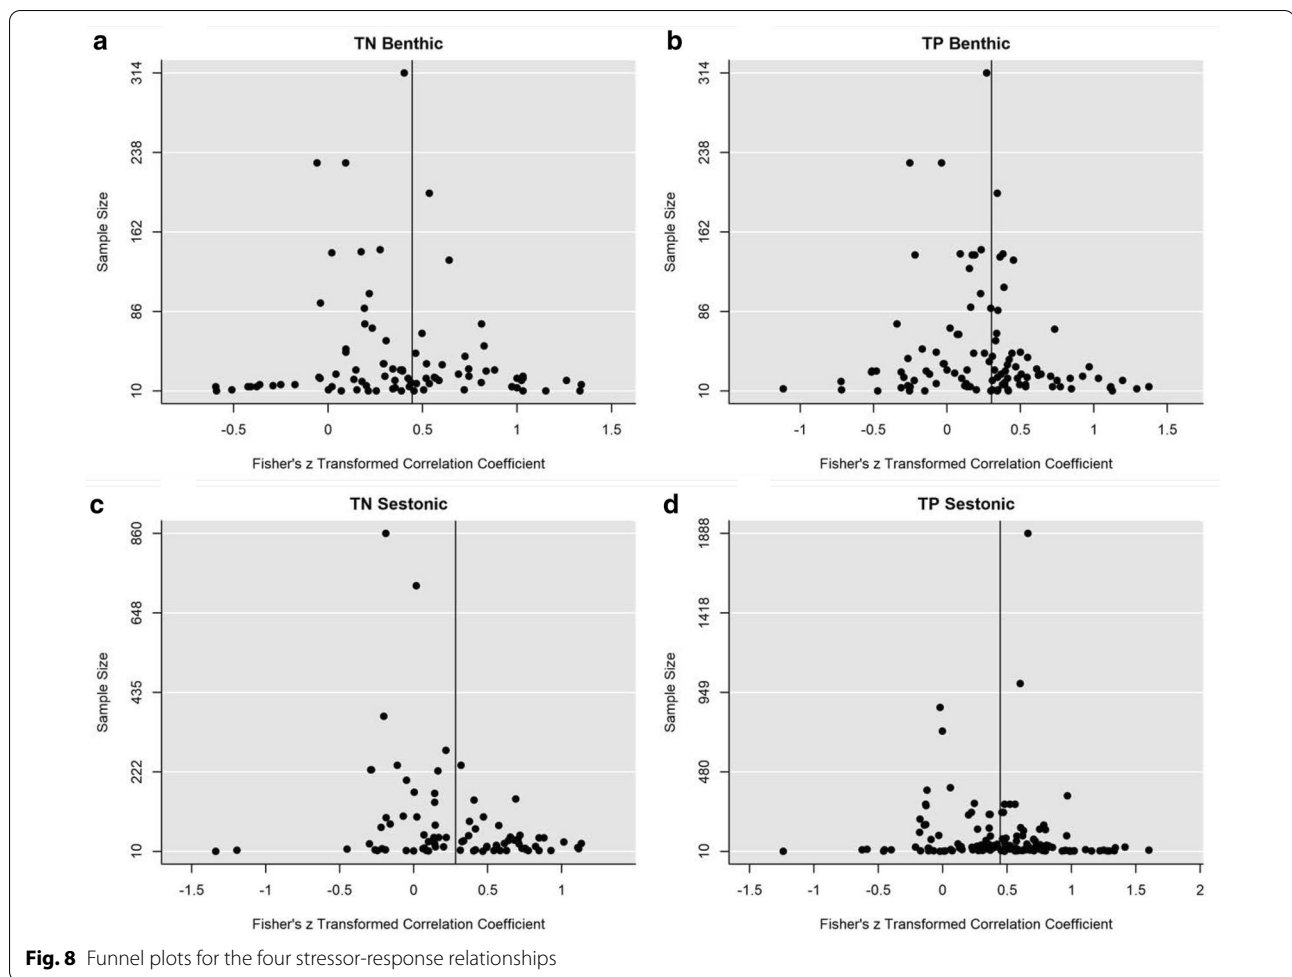 a
TN Benthic
314
238
162
86
10
Sample Size
-0.5 0 0.5 1 1.5
Fisher's z Transformed Correlation Coefficient
b
TP Benthic
314
238
162
86
10
Sample Size
-1 -0.5 0 0.5 1 1.5
Fisher's z Transformed Correlation Coefficient
c
TN Sestonic
860
648
435
222
10
Sample Size
-1.5 -1 -0.5 0 0.5 1
Fisher's z Transformed Correlation Coefficient
d
TP Sestonic
1888
1418
949
480
10
Sample Size
-1.5 -1 -0.5 0 0.5 1 1.5 2
Fisher's z Transformed Correlation Coefficient
Fig. 8 Funnel plots for the four stressor-response relationships